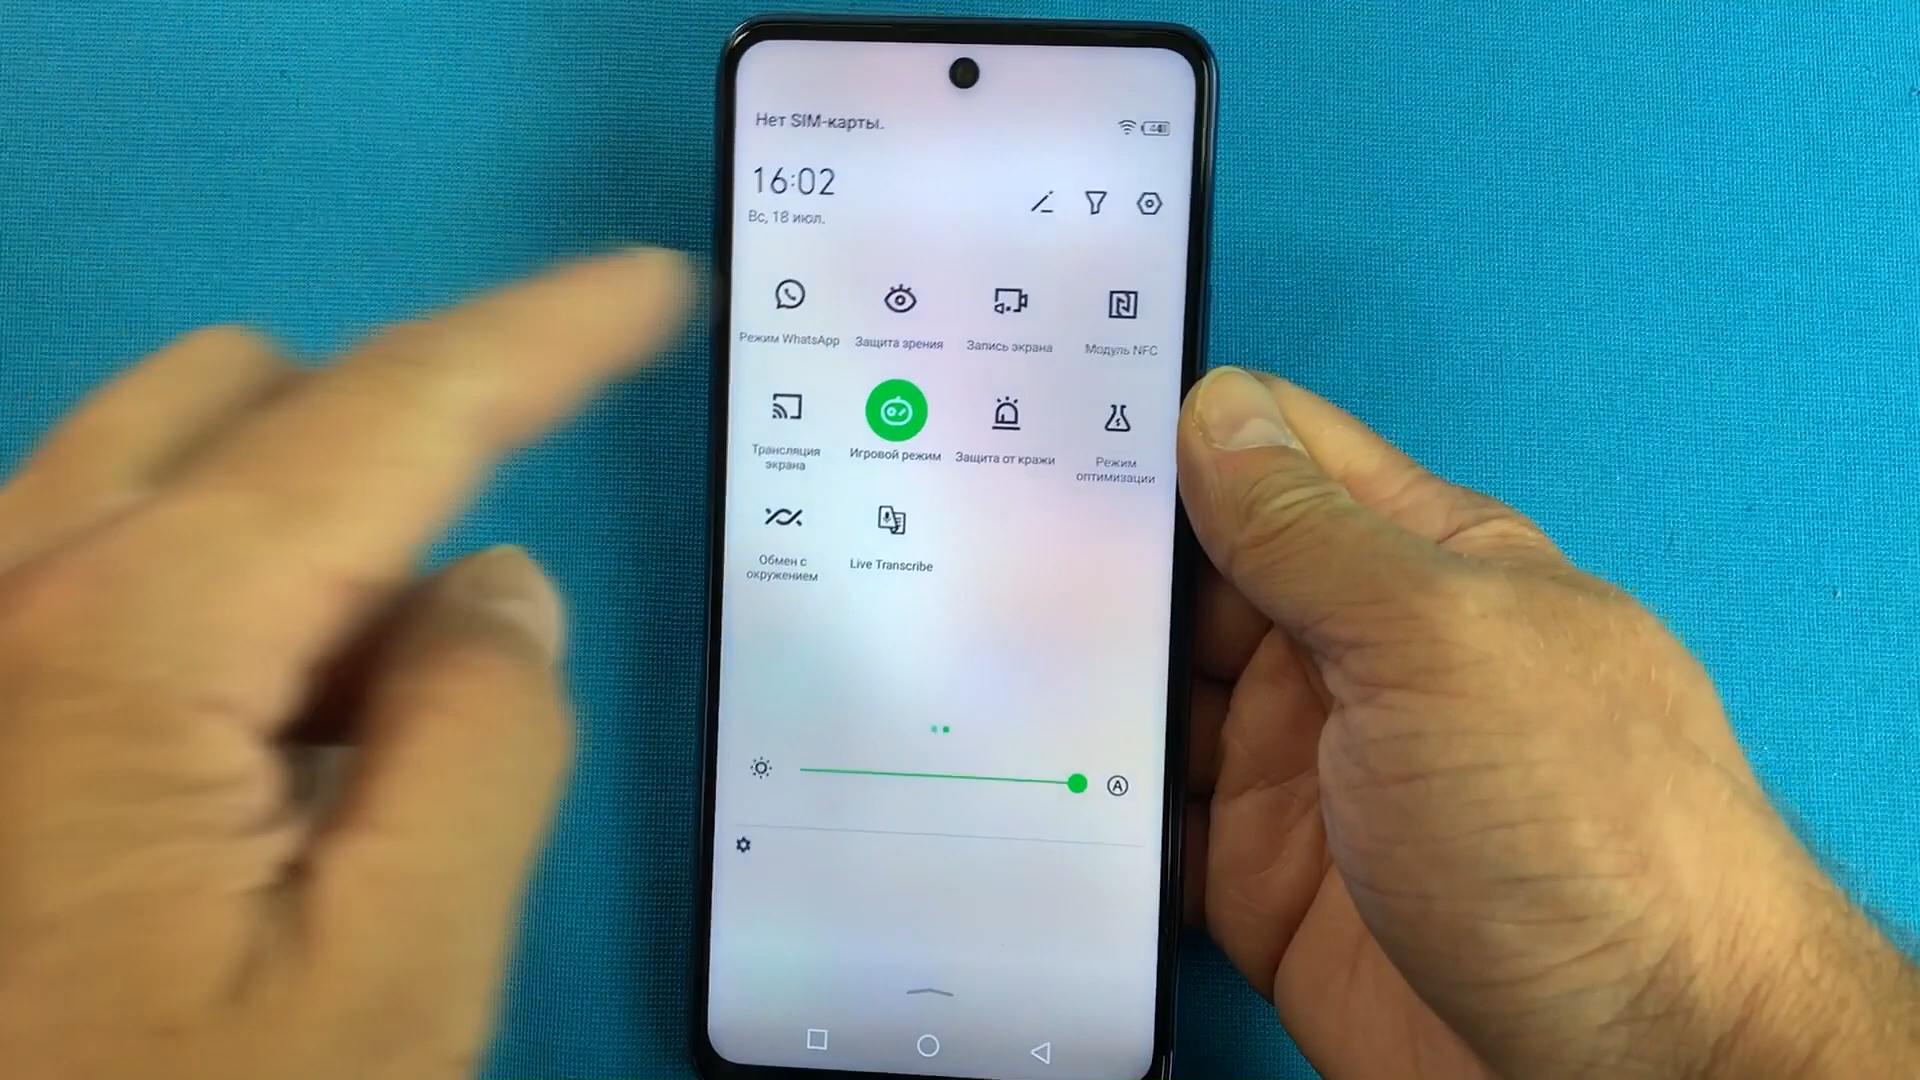 Нет SIM-карты.
44
16:02
Вс, 18 июл.
Режим WhatsApp
Защита зрения
Запись экрана
Модуль NFC
Трансляция
экрана
Игровой режим
Защита от кражи
Режим
оптимизации
Обмен с
окружением
Live Transcribe
A